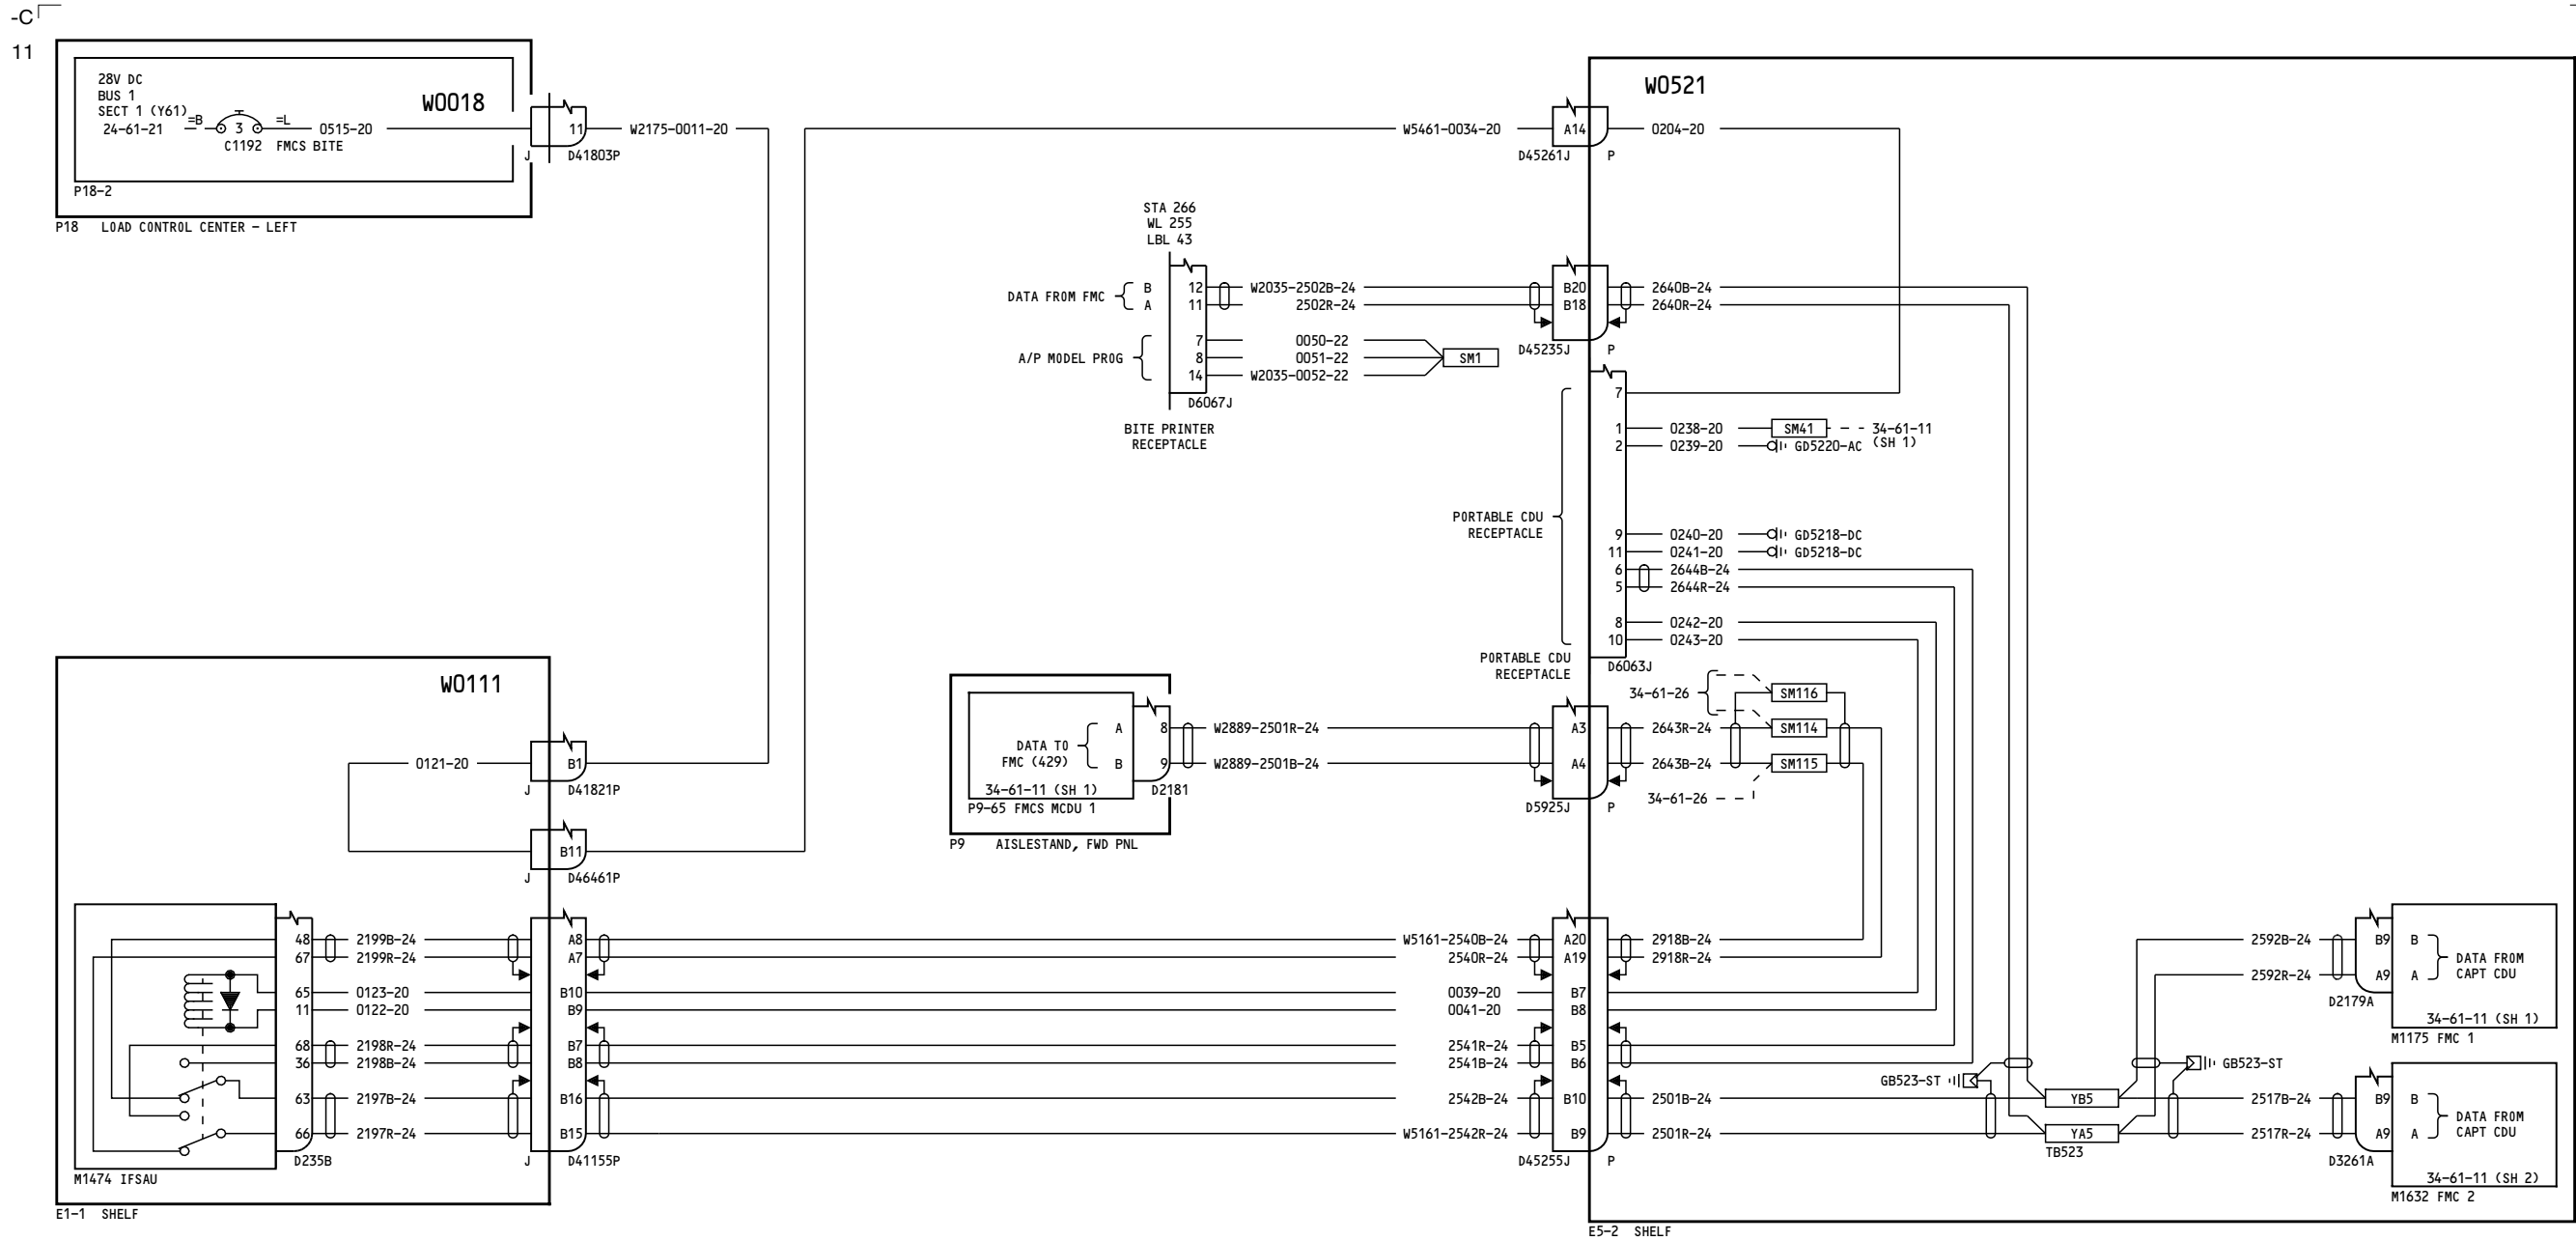 -C
11
28V DC
BUS 1
SECT 1 (Y61)
24-61-21
=B
3
=L
0515-20
C1192 FMCS BITE
W0018
P18-2
P18 LOAD CONTROL CENTER - LEFT
11
J
D41803P
W2175-0011-20
W5461-0034-20
A14
D45261J
P
W0521
0204-20
STA 266
WL 255
LBL 43
DATA FROM FMC
B
A
12
11
W2035-2502B-24
2502R-24
A/P MODEL PROG
7
8
14
0050-22
0051-22
W2035-0052-22
SM1
D6067J
BITE PRINTER
RECEPTACLE
B20
B18
D45235J
P
2640B-24
2640R-24
7
1
0238-20
SM41
34-61-11
(SH 1)
2
0239-20
GD5220-AC
PORTABLE CDU
RECEPTACLE
9
0240-20
GD5218-DC
11
0241-20
GD5218-DC
6
2644B-24
5
2644R-24
8
0242-20
10
0243-20
PORTABLE CDU
RECEPTACLE
D6063J
34-61-26
SM116
W0111
0121-20
B1
J
D41821P
B11
J
D46461P
DATA TO
FMC (429)
A
B
8
9
34-61-11 (SH 1)
D2181
P9-65 FMCS MCDU 1
P9 AISLESTAND, FWD PNL
W2889-2501R-24
W2889-2501B-24
A3
A4
D5925J
P
2643R-24
SM114
2643B-24
SM115
34-61-26
48
2199B-24
A8
W5161-2540B-24
A20
2918B-24
67
2199R-24
A7
2540R-24
A19
2918R-24
65
0123-20
B10
0039-20
B7
11
0122-20
B9
0041-20
B8
68
2198R-24
B7
2541R-24
B5
36
2198B-24
B8
2541B-24
B6
63
2197B-24
B16
2542B-24
B10
2501B-24
66
2197R-24
B15
W5161-2542R-24
B9
2501R-24
D235B
J
D41155P
D45255J
P
M1474 IFSAU
E1-1 SHELF
GB523-ST
GB523-ST
YB5
YA5
TB523
2592B-24
B9
B
DATA FROM
CAPT CDU
2592R-24
A9
A
D2179A
34-61-11 (SH 1)
M1175 FMC 1
2517B-24
B9
B
DATA FROM
CAPT CDU
2517R-24
A9
A
D3261A
34-61-11 (SH 2)
M1632 FMC 2
E5-2 SHELF